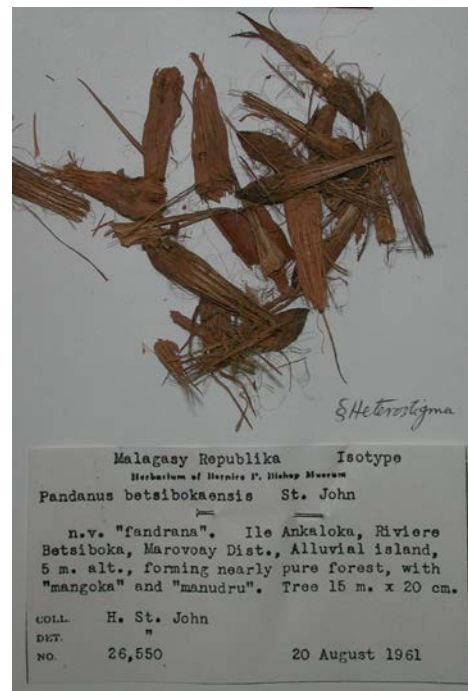 § Heterostigma
Malagasy Republika Isotype
Herbarium of Bernice P. Bishop Museum
Pandanus betsibokaensis St. John
n.v. "fandrana". Ile Ankaloka, Riviere
Betsiboka, Marovoay Dist., Alluvial island,
5 m. alt., forming nearly pure forest, with
"mangoka" and "manudru". Tree 15 m. x 20 cm.
COLL. H. St. John
DET. "
NO. 26,550 20 August 1961